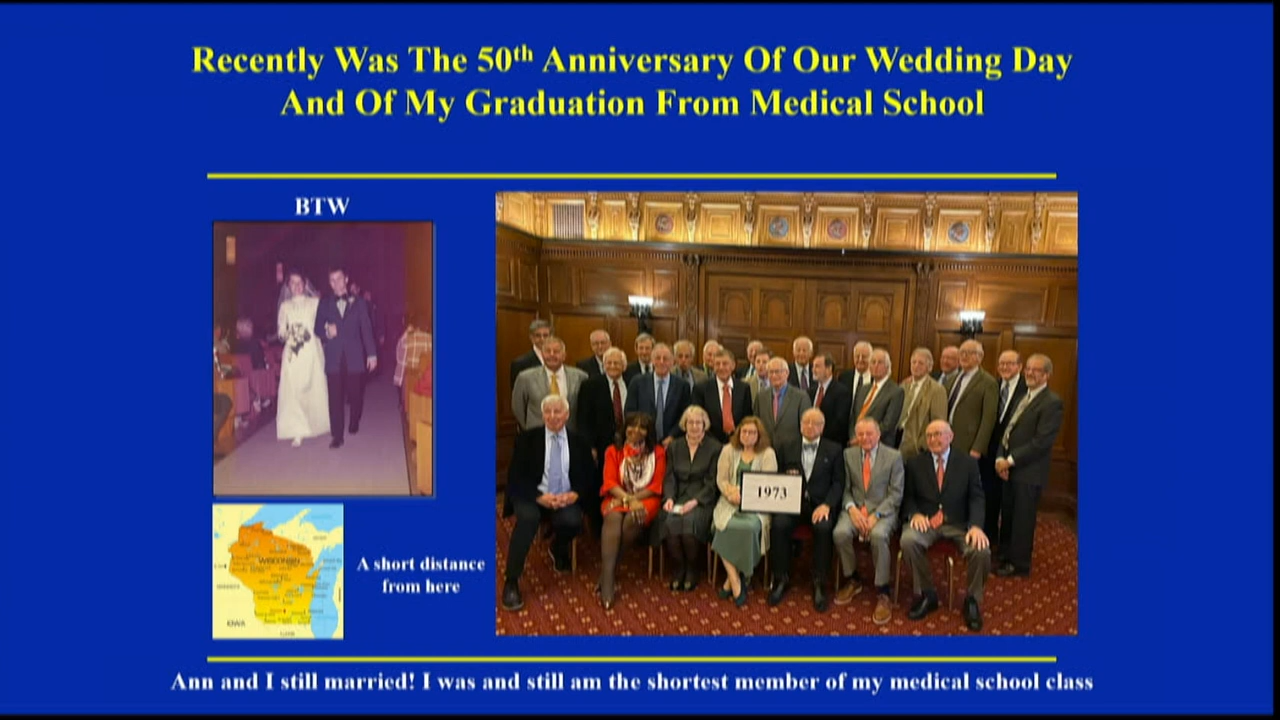 Recently Was The 50th Anniversary Of Our Wedding Day
And Of My Graduation From Medical School
BTW
1973
WISCONSIN
A short distance
from here
IOWA
Ann and I still married! I was and still am the shortest member of my medical school class